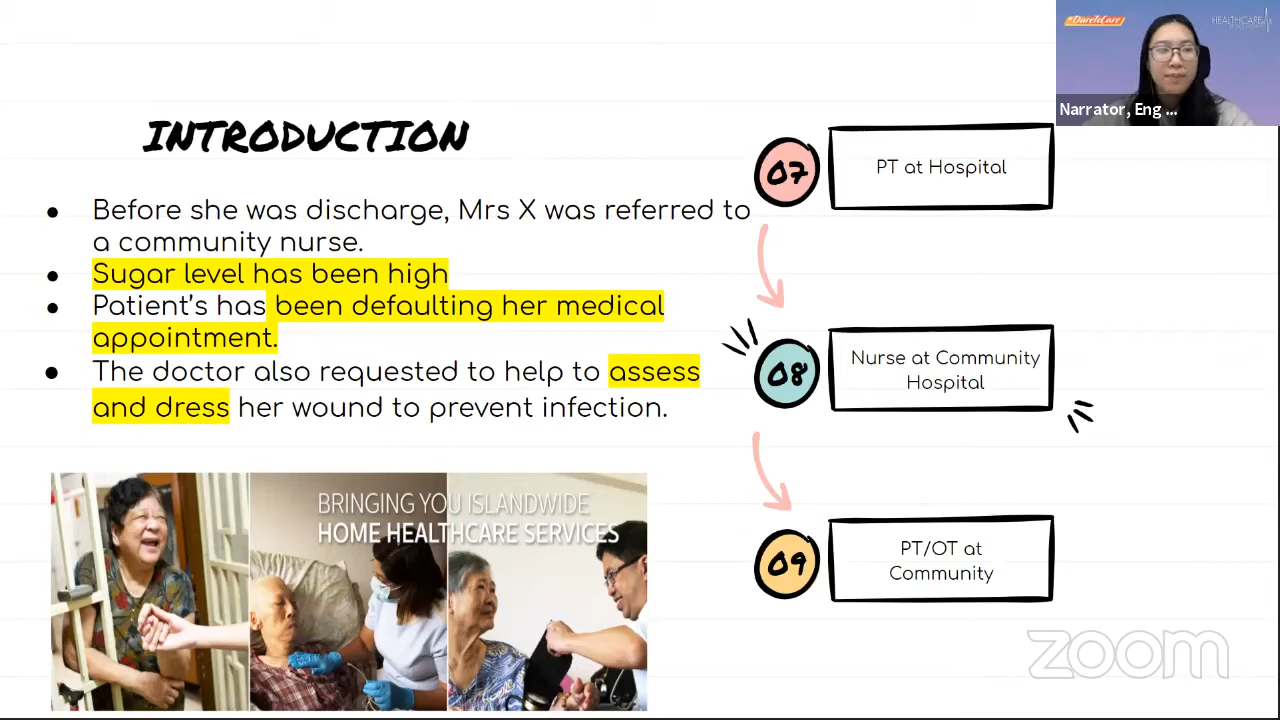 #DareToCare
HEALTHCARE
Narrator, Eng ...
INTRODUCTION
● Before she was discharge, Mrs X was referred to
a community nurse.
● Sugar level has been high
● Patient's has been defaulting her medical
appointment.
● The doctor also requested to help to assess
and dress her wound to prevent infection.
BRINGING YOU ISLANDWIDE
HOME HEALTHCARE SERVICES
07
PT at Hospital
08
Nurse at Community
Hospital
09
PT/OT at
Community
zoom